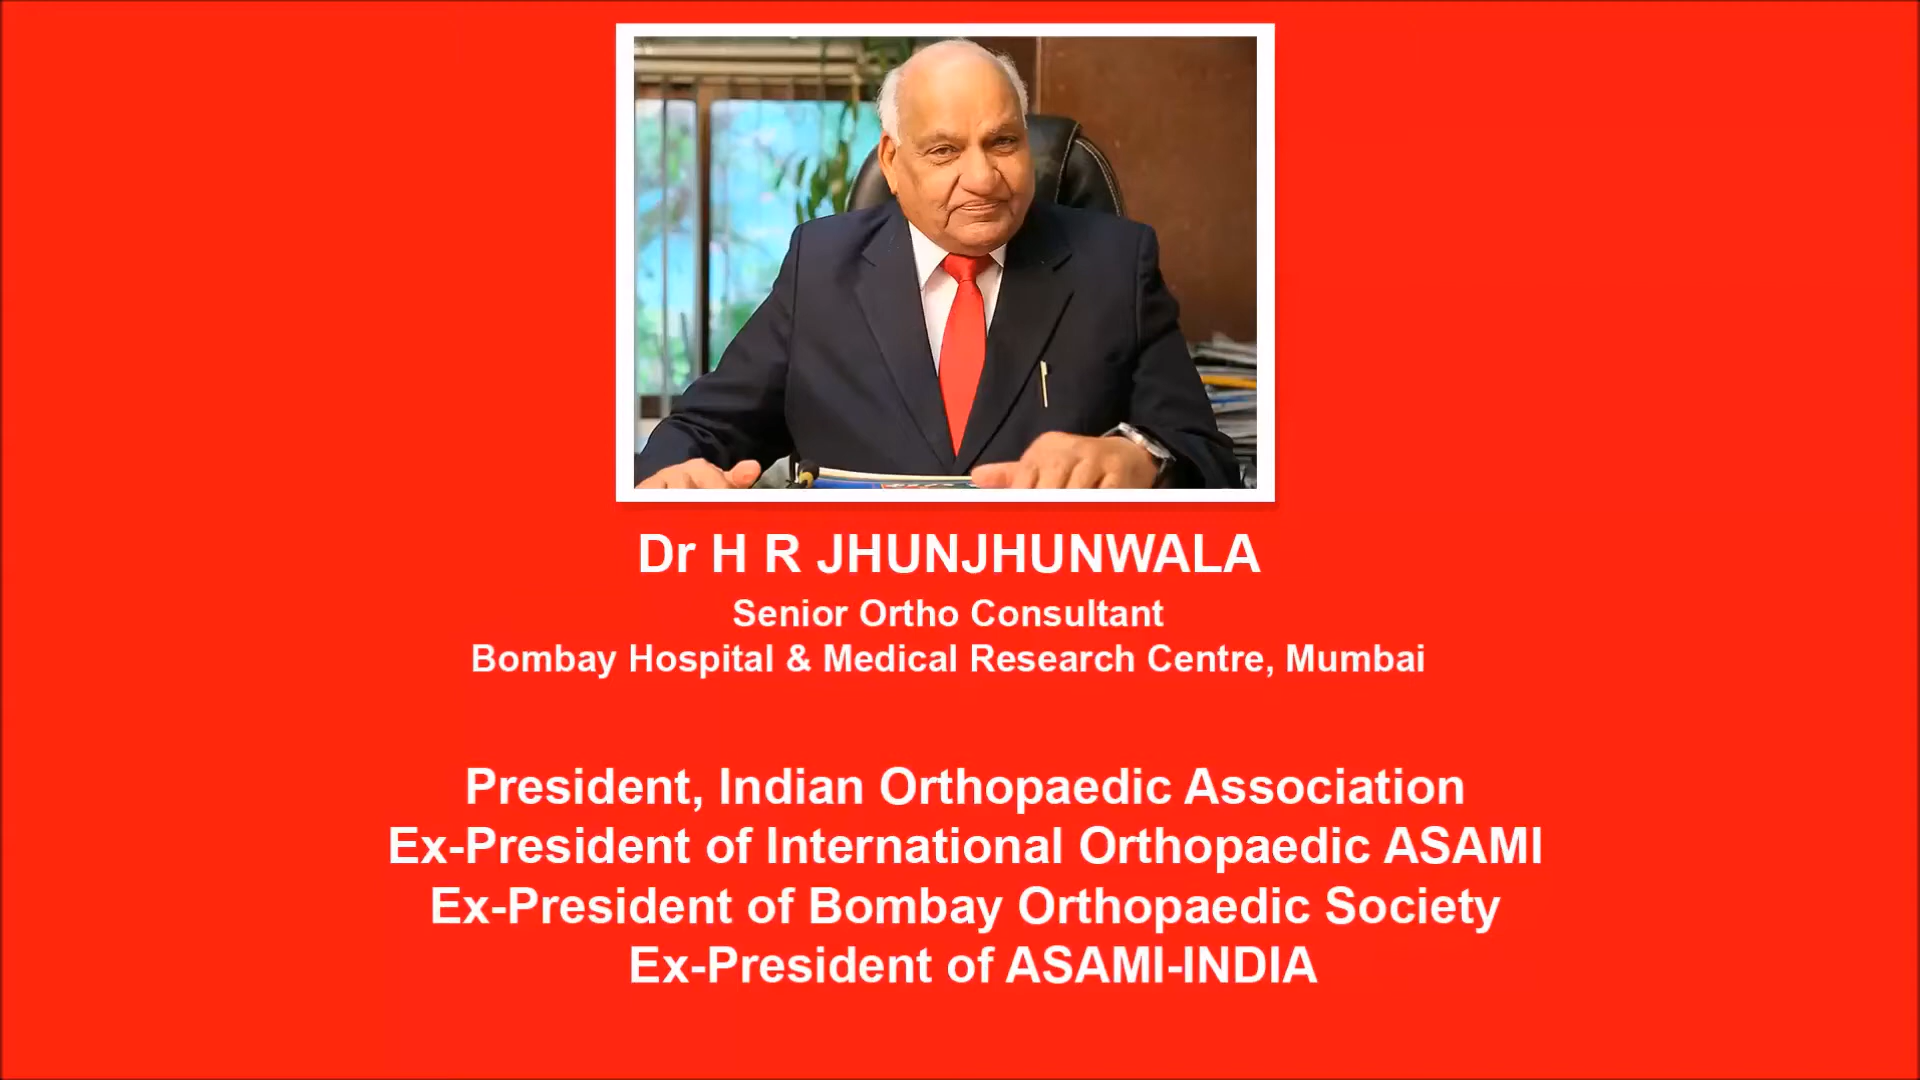 Dr H R JHUNJHUNWALA
Senior Ortho Consultant
Bombay Hospital & Medical Research Centre, Mumbai
President, Indian Orthopaedic Association
Ex-President of International Orthopaedic ASAMI
Ex-President of Bombay Orthopaedic Society
Ex-President of ASAMI-INDIA